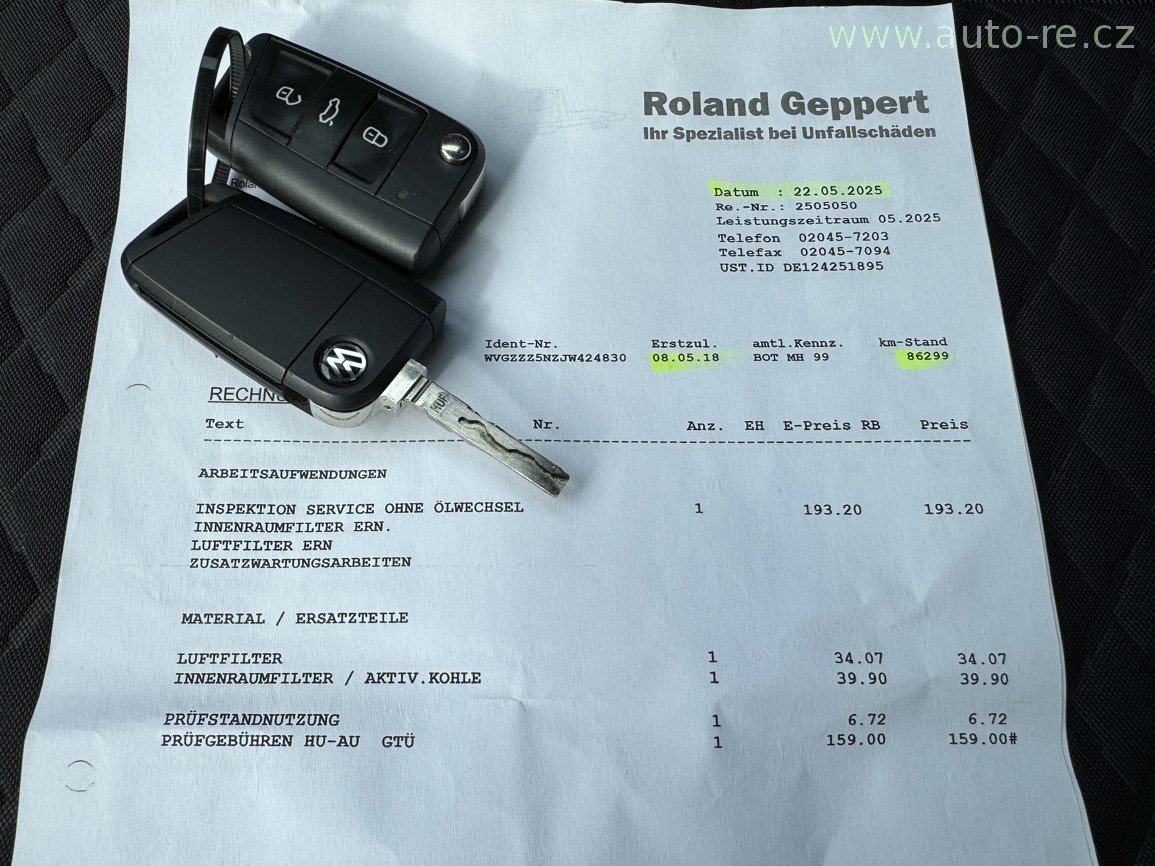 www.auto-re.cz
Roland Geppert
Ihr Spezialist bei Unfallschäden
Datum : 22.05.2025
Re.-Nr.: 2505050
Leistungszeitraum 05.2025
Telefon 02045-7203
Telefax 02045-7094
UST.ID DE124251895
Ident-Nr. Erstzul. amtl.Kennz. km-Stand
WVGZZZ5NZJW424830 08.05.18 BOT MH 99 86299
Text Nr. Anz. EH E-Preis RB Preis
ARBEITSAUFWENDUNGEN
INSPEKTION SERVICE OHNE ÖLWECHSEL 1 193.20 193.20
INNENRAUMFILTER ERN.
LUFTFILTER ERN
ZUSATZWARTUNGSARBEITEN
MATERIAL / ERSATZTEILE
LUFTFILTER 1 34.07 34.07
INNENRAUMFILTER / AKTIV.KOHLE 1 39.90 39.90
PRÜFSTANDNUTZUNG 1 6.72 6.72
PRÜFGEBÜHREN HU-AU GTÜ 1 159.00 159.00#
HUF